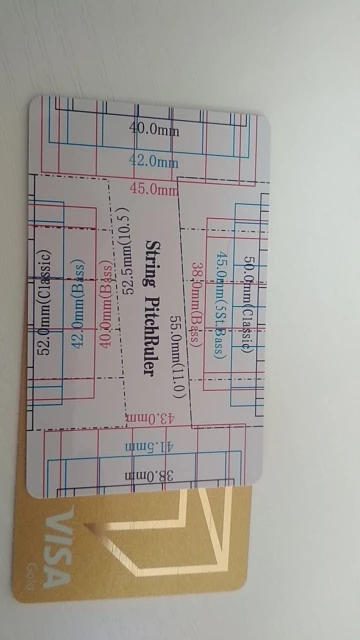 40.0mm
42.0mm
45.0mm
52.0mm(Classic)
42.0mm(Bass)
40.0mm(Bass)
52.5mm(10.5)
String PitchRuler
55.0mm(11.0)
38.0mm(Bass)
45.0mm(5St.Bass)
50.0mm(Classic)
43.0mm
41.5mm
38.0mm
VISA
Gold